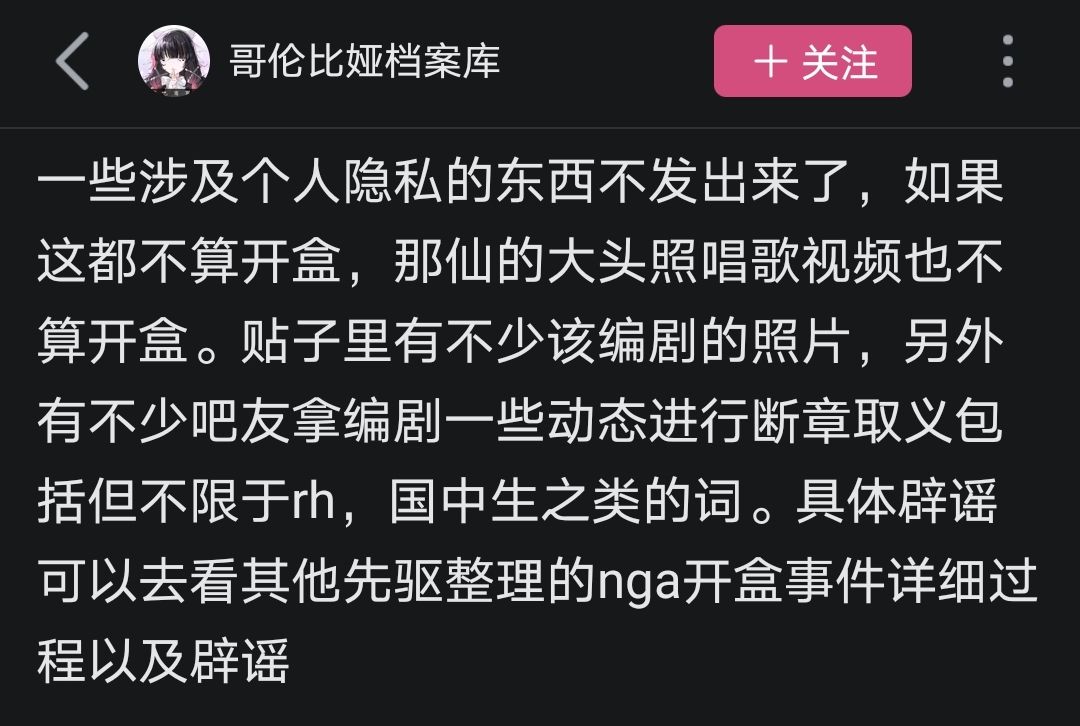 哥伦比娅档案库
+ 关注
一些涉及个人隐私的东西不发出来了，如果
这都不算开盒，那仙的大头照唱歌视频也不
算开盒。贴子里有不少该编剧的照片，另外
有不少吧友拿编剧一些动态进行断章取义包
括但不限于rh，国中生之类的词。具体辟谣
可以去看其他先驱整理的nga开盒事件详细过
程以及辟谣